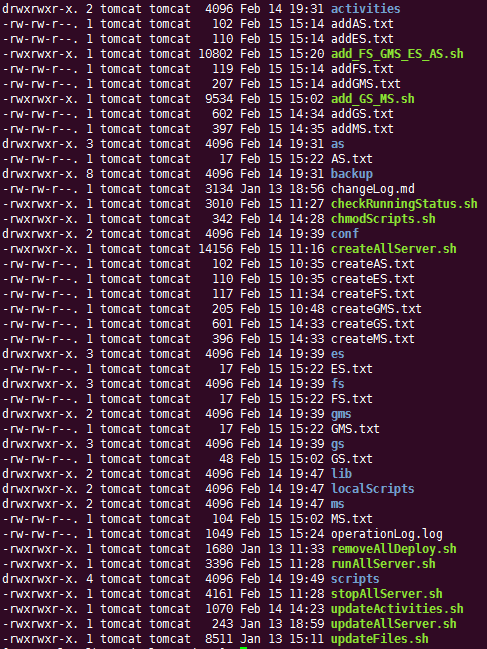 drwxrwxr-x. 2 tomcat tomcat  4096 Feb 14 19:31 activities
-rw-rw-r--. 1 tomcat tomcat   102 Feb 15 15:14 addAS.txt
-rw-rw-r--. 1 tomcat tomcat   110 Feb 15 15:14 addES.txt
-rwxrwxr-x. 1 tomcat tomcat 10802 Feb 15 15:20 add_FS_GMS_ES_AS.sh
-rw-rw-r--. 1 tomcat tomcat   119 Feb 15 15:14 addFS.txt
-rw-rw-r--. 1 tomcat tomcat   207 Feb 15 15:14 addGMS.txt
-rwxrwxr-x. 1 tomcat tomcat  9534 Feb 15 15:02 add_GS_MS.sh
-rw-rw-r--. 1 tomcat tomcat   602 Feb 15 14:34 addGS.txt
-rw-rw-r--. 1 tomcat tomcat   397 Feb 15 14:35 addMS.txt
drwxrwxr-x. 3 tomcat tomcat  4096 Feb 14 19:31 as
-rw-rw-r--. 1 tomcat tomcat    17 Feb 15 15:22 AS.txt
drwxrwxr-x. 8 tomcat tomcat  4096 Feb 14 19:31 backup
-rw-rw-r--. 1 tomcat tomcat  3134 Jan 13 18:56 changeLog.md
-rwxrwxr-x. 1 tomcat tomcat  3010 Feb 15 11:27 checkRunningStatus.sh
-rwxrwxr-x. 1 tomcat tomcat   342 Feb 14 14:28 chmodScripts.sh
drwxrwxr-x. 2 tomcat tomcat  4096 Feb 14 19:39 conf
-rwxrwxr-x. 1 tomcat tomcat 14156 Feb 15 11:16 createAllServer.sh
-rw-rw-r--. 1 tomcat tomcat   102 Feb 15 10:35 createAS.txt
-rw-rw-r--. 1 tomcat tomcat   110 Feb 15 10:35 createES.txt
-rw-rw-r--. 1 tomcat tomcat   117 Feb 15 11:34 createFS.txt
-rw-rw-r--. 1 tomcat tomcat   205 Feb 15 10:48 createGMS.txt
-rw-rw-r--. 1 tomcat tomcat   601 Feb 15 14:33 createGS.txt
-rw-rw-r--. 1 tomcat tomcat   396 Feb 15 14:33 createMS.txt
drwxrwxr-x. 3 tomcat tomcat  4096 Feb 14 19:39 es
-rw-rw-r--. 1 tomcat tomcat    17 Feb 15 15:22 ES.txt
drwxrwxr-x. 3 tomcat tomcat  4096 Feb 14 19:39 fs
-rw-rw-r--. 1 tomcat tomcat    17 Feb 15 15:22 FS.txt
drwxrwxr-x. 2 tomcat tomcat  4096 Feb 14 19:39 gms
-rw-rw-r--. 1 tomcat tomcat    17 Feb 15 15:22 GMS.txt
drwxrwxr-x. 3 tomcat tomcat  4096 Feb 14 19:39 gs
-rw-rw-r--. 1 tomcat tomcat    48 Feb 15 15:02 GS.txt
drwxrwxr-x. 2 tomcat tomcat  4096 Feb 14 19:47 lib
drwxrwxr-x. 2 tomcat tomcat  4096 Feb 14 19:47 localScripts
drwxrwxr-x. 2 tomcat tomcat  4096 Feb 14 19:47 ms
-rw-rw-r--. 1 tomcat tomcat   104 Feb 15 15:02 MS.txt
-rw-rw-r--. 1 tomcat tomcat  1049 Feb 15 15:24 operationLog.log
-rwxrwxr-x. 1 tomcat tomcat  1680 Jan 13 11:33 removeAllDeploy.sh
-rwxrwxr-x. 1 tomcat tomcat  3396 Feb 15 11:28 runAllServer.sh
drwxrwxr-x. 4 tomcat tomcat  4096 Feb 14 19:49 scripts
-rwxrwxr-x. 1 tomcat tomcat  4161 Feb 15 11:28 stopAllServer.sh
-rwxrwxr-x. 1 tomcat tomcat  1070 Feb 14 14:23 updateActivities.sh
-rwxrwxr-x. 1 tomcat tomcat   243 Jan 13 18:59 updateAllServer.sh
-rwxrwxr-x. 1 tomcat tomcat  8511 Jan 13 15:11 updateFiles.sh